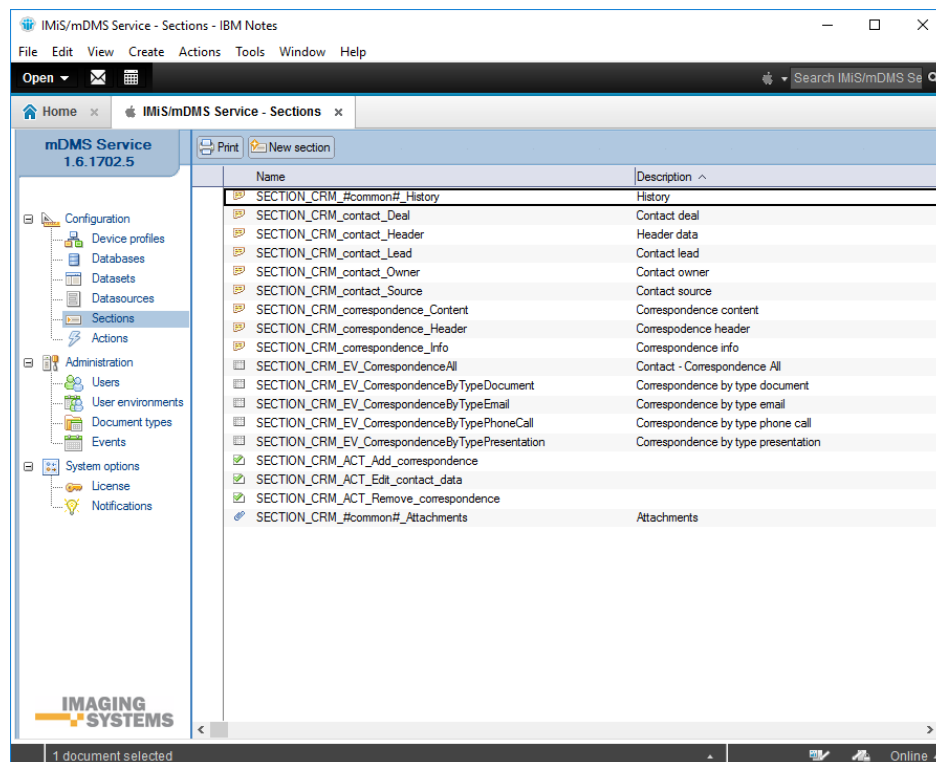 IMiS/mDMS Service - Sections - IBM Notes
File Edit View Create Actions Tools Window Help
Open Search IMiS/mDMS Se
Home IMiS/mDMS Service - Sections
mDMS Service
1.6.1702.5
Print New section
Name Description
Configuration
Device profiles
Databases
Datasets
Datasources
Sections
Actions
Administration
Users
User environments
Document types
Events
System options
License
Notifications
SECTION_CRM_#common#_History History
SECTION_CRM_contact_Deal Contact deal
SECTION_CRM_contact_Header Header data
SECTION_CRM_contact_Lead Contact lead
SECTION_CRM_contact_Owner Contact owner
SECTION_CRM_contact_Source Contact source
SECTION_CRM_correspondence_Content Correspondence content
SECTION_CRM_correspondence_Header Correspodence header
SECTION_CRM_correspondence_Info Correspondence info
SECTION_CRM_EV_CorrespondenceAll Contact - Correspondence All
SECTION_CRM_EV_CorrespondenceByTypeDocument Correspondence by type document
SECTION_CRM_EV_CorrespondenceByTypeEmail Correspondence by type email
SECTION_CRM_EV_CorrespondenceByTypePhoneCall Correspondence by type phone call
SECTION_CRM_EV_CorrespondenceByTypePresentation Correspondence by type presentation
SECTION_CRM_ACT_Add_correspondence
SECTION_CRM_ACT_Edit_contact_data
SECTION_CRM_ACT_Remove_correspondence
SECTION_CRM_#common#_Attachments Attachments
IMAGING
SYSTEMS
1 document selected Online